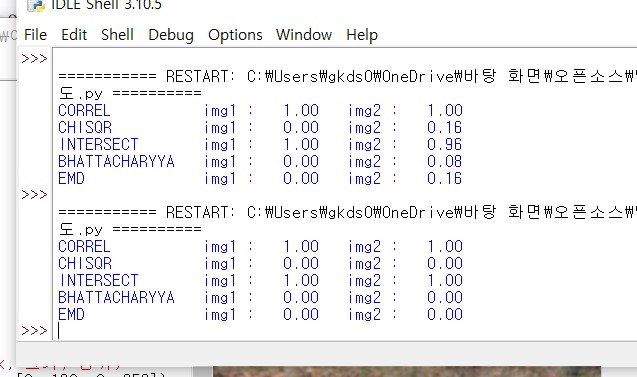 IDLE Shell 3.10.5
File Edit Shell Debug Options Window Help
>>>
=========== RESTART: C:\Users\gkds0\OneDrive\바탕 화면\오픈소스\
도.py ==========
CORREL img1 : 1.00 img2 : 1.00
CHISQR img1 : 0.00 img2 : 0.16
INTERSECT img1 : 1.00 img2 : 0.96
BHATTACHARYYA img1 : 0.00 img2 : 0.08
EMD img1 : 0.00 img2 : 0.16
>>>
=========== RESTART: C:\Users\gkds0\OneDrive\바탕 화면\오픈소스\
도.py ==========
CORREL img1 : 1.00 img2 : 1.00
CHISQR img1 : 0.00 img2 : 0.00
INTERSECT img1 : 1.00 img2 : 1.00
BHATTACHARYYA img1 : 0.00 img2 : 0.00
EMD img1 : 0.00 img2 : 0.00
>>>